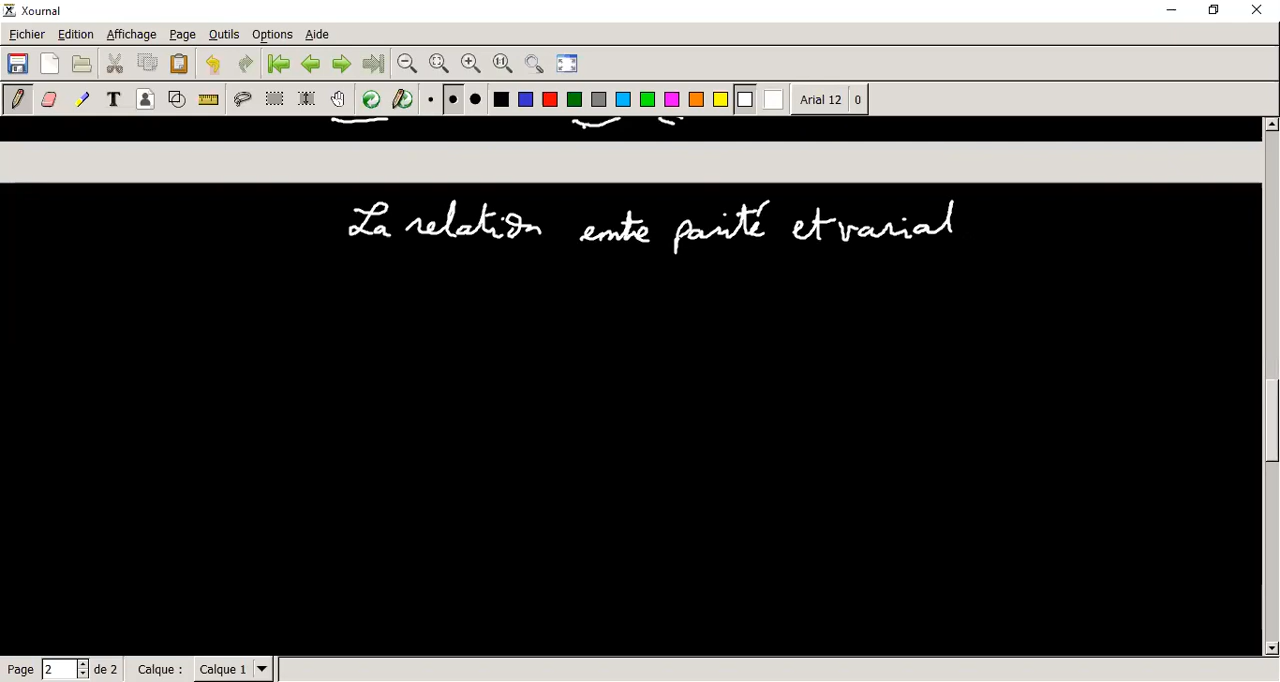 Xournal
Fichier Edition Affichage Page Outils Options Aide
Arial 12 0
La relation entre parité et varial
Page 2 de 2 Calque : Calque 1